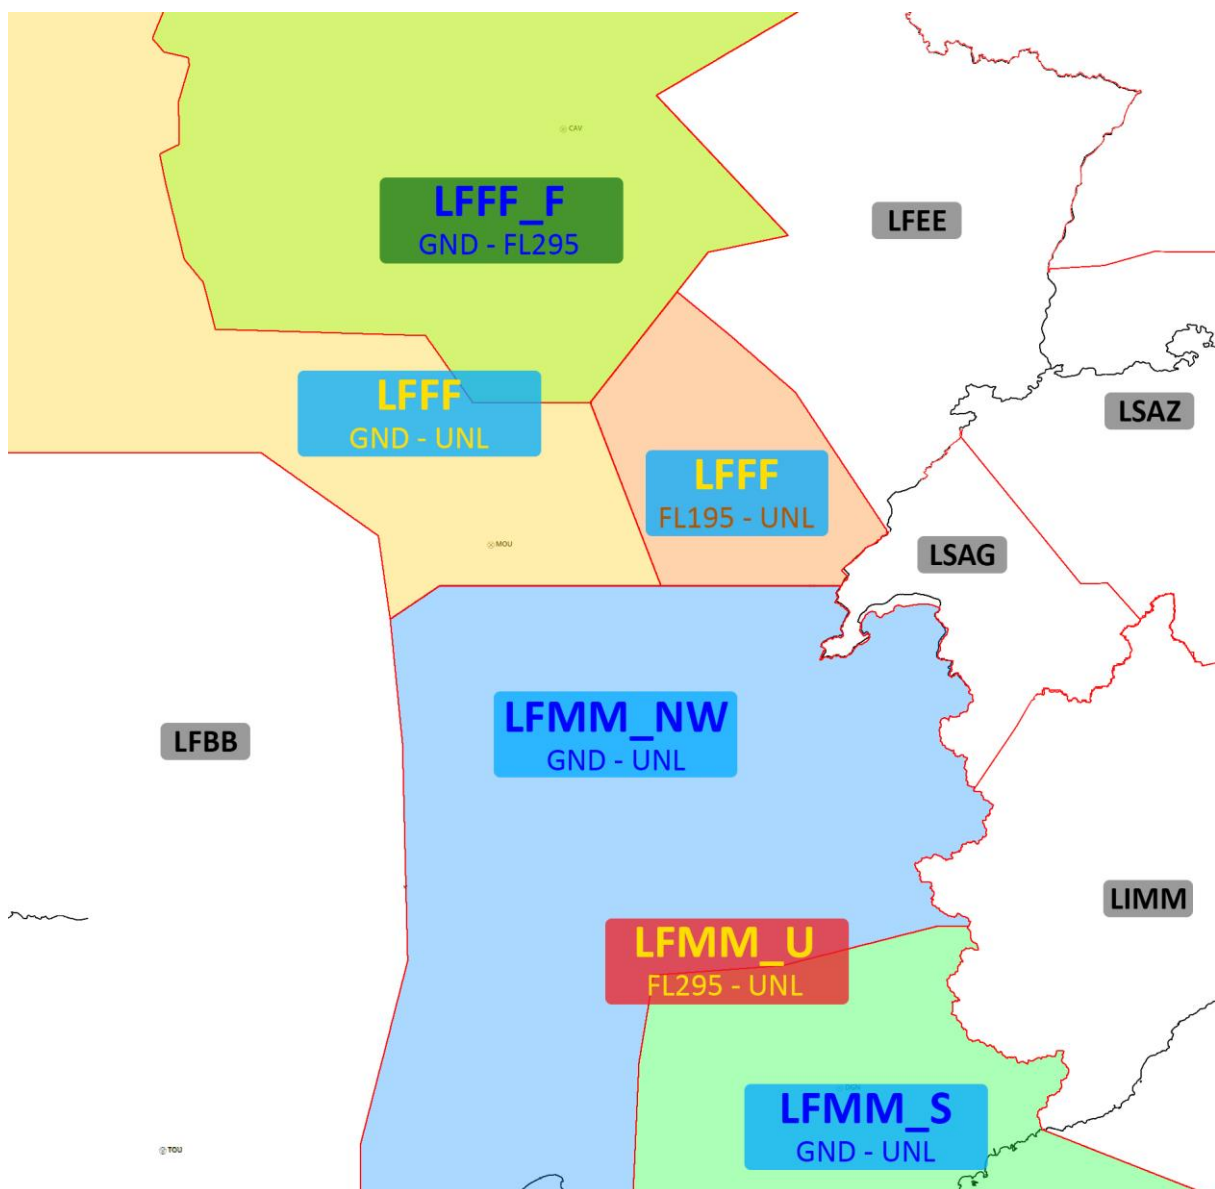 CAV
LFFF_F
GND - FL295
LFEE
LFFF
GND - UNL
LSAZ
LFFF
FL195 - UNL
MOU
LSAG
LFMM_NW
GND - UNL
LFBB
LIMM
LFMM_U
FL295 - UNL
LFMM_S
GND - UNL
TOU